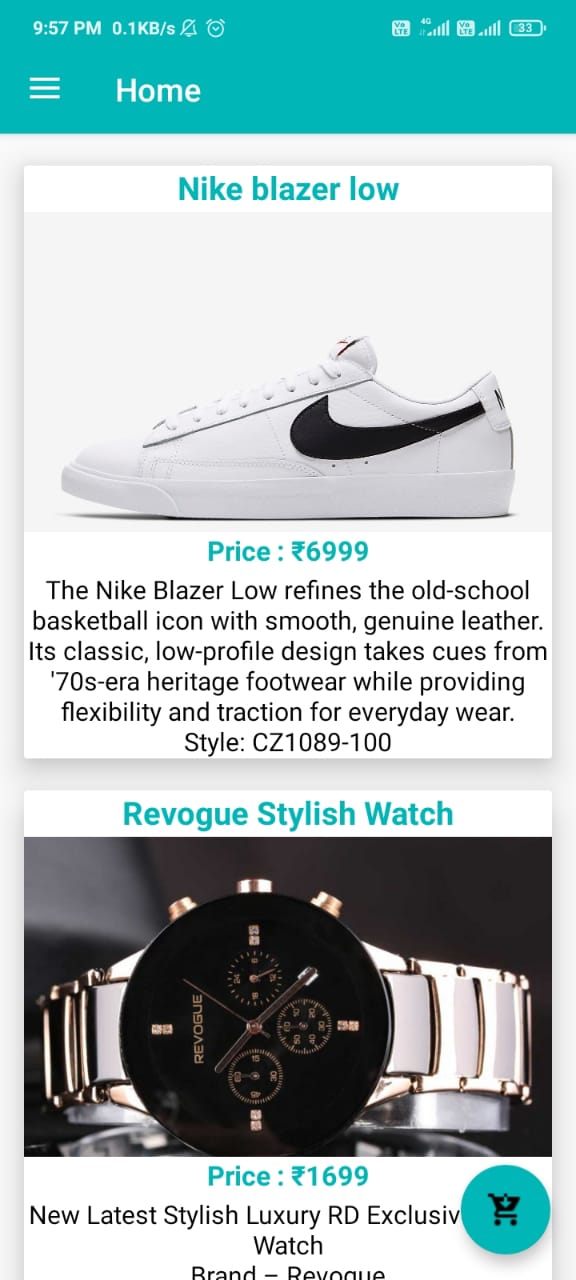 9:57 PM 0.1KB/s
Vo LTE 4G Vo LTE 33
Home
Nike blazer low
Price : ₹6999
The Nike Blazer Low refines the old-school
basketball icon with smooth, genuine leather.
Its classic, low-profile design takes cues from
'70s-era heritage footwear while providing
flexibility and traction for everyday wear.
Style: CZ1089-100
Revogue Stylish Watch
REVOGUE
Price : ₹1699
New Latest Stylish Luxury RD Exclusiv
Watch
Brand – Revogue